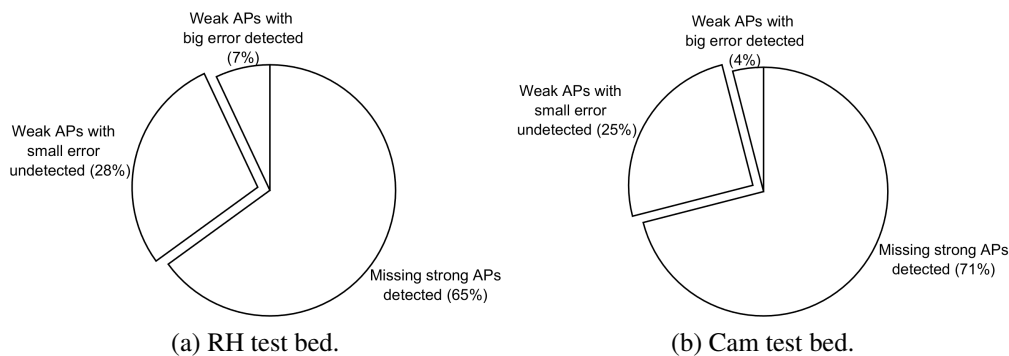 Weak APs with
big error detected
(7%)
Weak APs with
small error
undetected (28%)
Missing strong APs
detected (65%)
(a) RH test bed.
Weak APs with
big error detected
(4%)
Weak APs with
small error
undetected (25%)
Missing strong APs
detected (71%)
(b) Cam test bed.